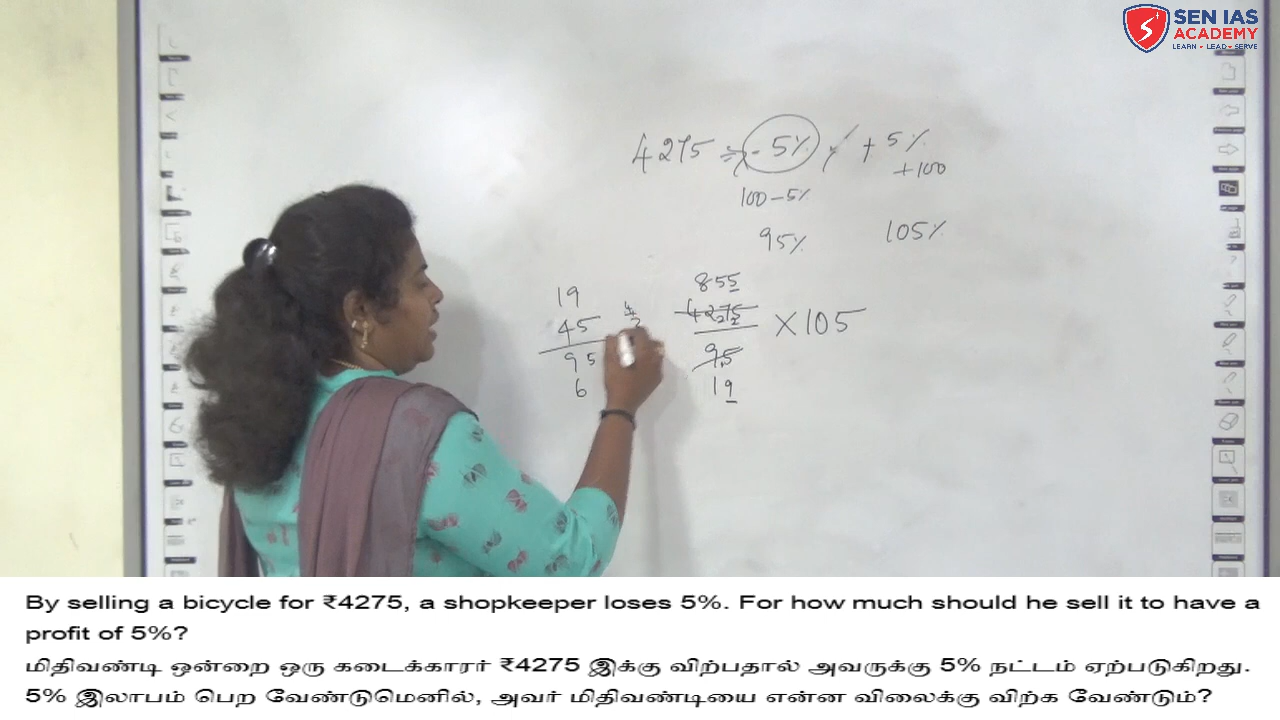 SEN IAS
ACADEMY
LEARN • LEAD • SERVE
4275 ⇒ - 5% + 5%
+100
100-5%
95% 105%
19
45
95
6
855
4275 × 105
95
19
By selling a bicycle for ₹4275, a shopkeeper loses 5%. For how much should he sell it to have a
profit of 5%?
மிதிவண்டி ஒன்றை ஒரு கடைக்காரர் ₹4275 இக்கு விற்பதால் அவருக்கு 5% நட்டம் ஏற்படுகிறது.
5% இலாபம் பெற வேண்டுமெனில், அவர் மிதிவண்டியை என்ன விலைக்கு விற்க வேண்டும்?